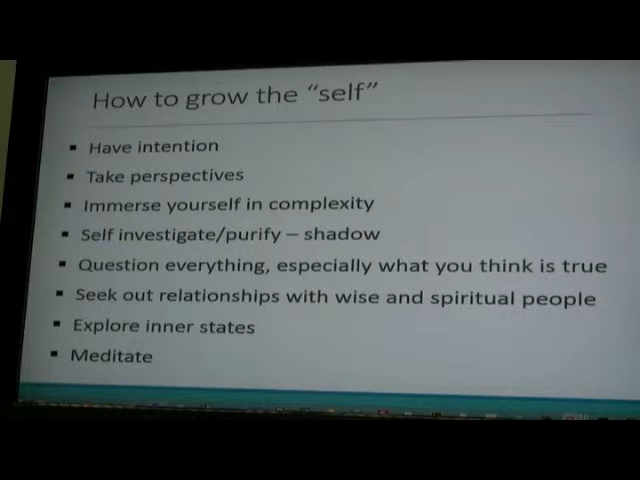 How to grow the “self”
▪ Have intention
▪ Take perspectives
▪ Immerse yourself in complexity
▪ Self investigate/purify – shadow
▪ Question everything, especially what you think is true
▪ Seek out relationships with wise and spiritual people
▪ Explore inner states
▪ Meditate